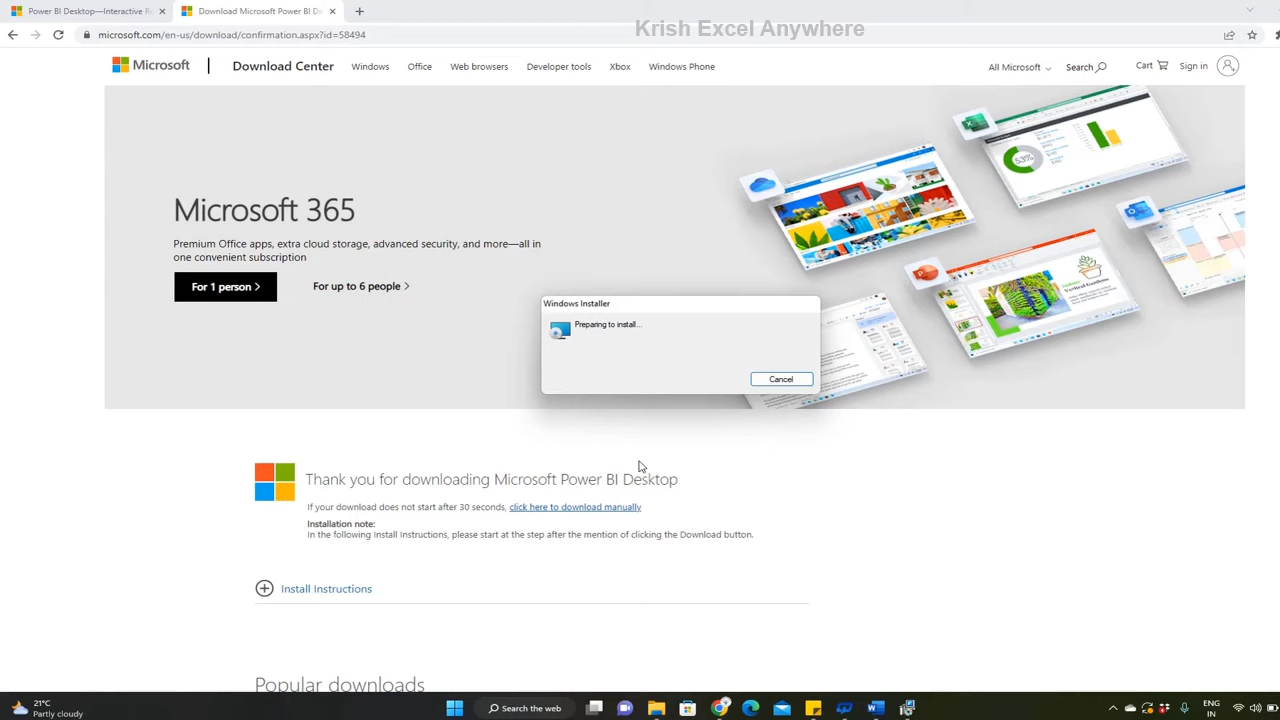 Power BI Desktop—Interactive R
Download Microsoft Power BI De
Krish Excel Anywhere
microsoft.com/en-us/download/confirmation.aspx?id=58494
Microsoft
Download Center
Windows
Office
Web browsers
Developer tools
Xbox
Windows Phone
All Microsoft
Search
Cart
Sign in
Microsoft 365
Premium Office apps, extra cloud storage, advanced security, and more—all in
one convenient subscription
For 1 person
For up to 6 people
53%
Windows Installer
Preparing to install...
Cancel
Thank you for downloading Microsoft Power BI Desktop
If your download does not start after 30 seconds, click here to download manually
Installation note:
In the following Install Instructions, please start at the step after the mention of clicking the Download button.
Install Instructions
Popular downloads
21°C
Partly cloudy
Search the web
ENG
IN